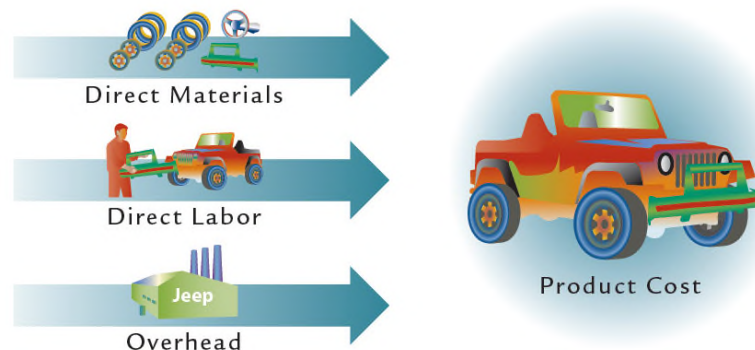 Direct Materials
Direct Labor
Jeep
Overhead
Product Cost